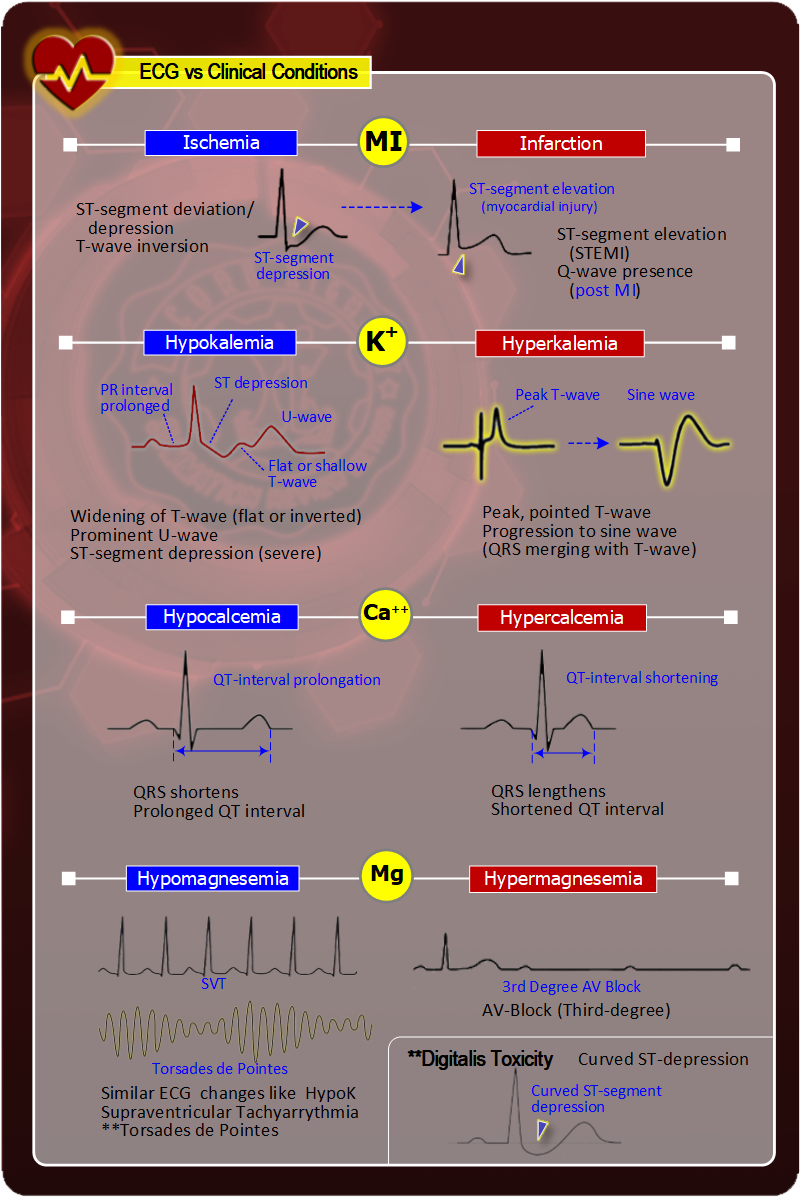 ECG vs Clinical Conditions
Ischemia
MI
Infarction
ST-segment deviation/
depression
T-wave inversion
ST-segment
depression
ST-segment elevation
(myocardial injury)
ST-segment elevation
(STEMI)
Q-wave presence
(post MI)
Hypokalemia
K+
Hyperkalemia
PR interval
prolonged
ST depression
U-wave
Flat or shallow
T-wave
Peak T-wave
Sine wave
Widening of T-wave (flat or inverted)
Prominent U-wave
ST-segment depression (severe)
Peak, pointed T-wave
Progression to sine wave
(QRS merging with T-wave)
Hypocalcemia
Ca++
Hypercalcemia
QT-interval prolongation
QT-interval shortening
QRS shortens
Prolonged QT interval
QRS lengthens
Shortened QT interval
Hypomagnesemia
Mg
Hypermagnesemia
SVT
Torsades de Pointes
Similar ECG changes like HypoK
Supraventricular Tachyarrythmia
**Torsades de Pointes
3rd Degree AV Block
AV-Block (Third-degree)
**Digitalis Toxicity Curved ST-depression
Curved ST-segment
depression